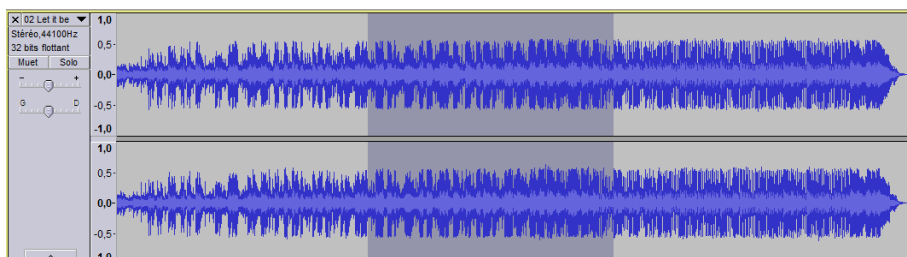 02 Let it be
Stéréo,44100Hz
32 bits flottant
Muet Solo
- +
G D
1,0
0,5-
0,0-
-0,5-
-1,0
1,0
0,5-
0,0-
-0,5-
-1,0